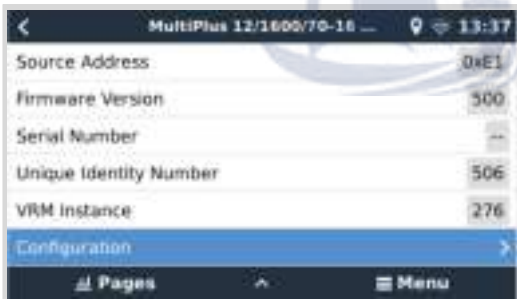 MultiPlus 12/1600/70-16 ... 13:37
Source Address 0xE1
Firmware Version 500
Serial Number --
Unique Identity Number 506
VRM Instance 276
Configuration
Pages Menu